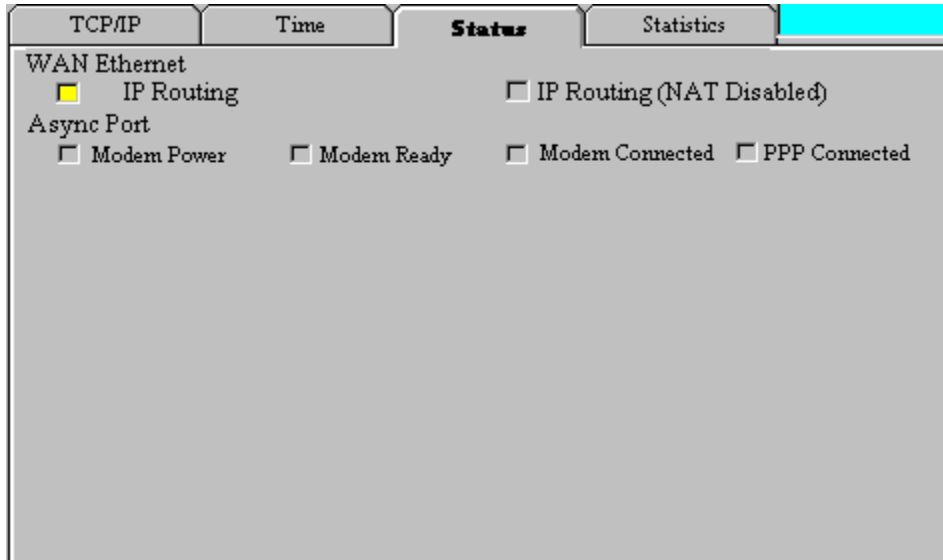 TCP/IP Time Status Statistics
WAN Ethernet
IP Routing IP Routing (NAT Disabled)
Async Port
Modem Power Modem Ready Modem Connected PPP Connected